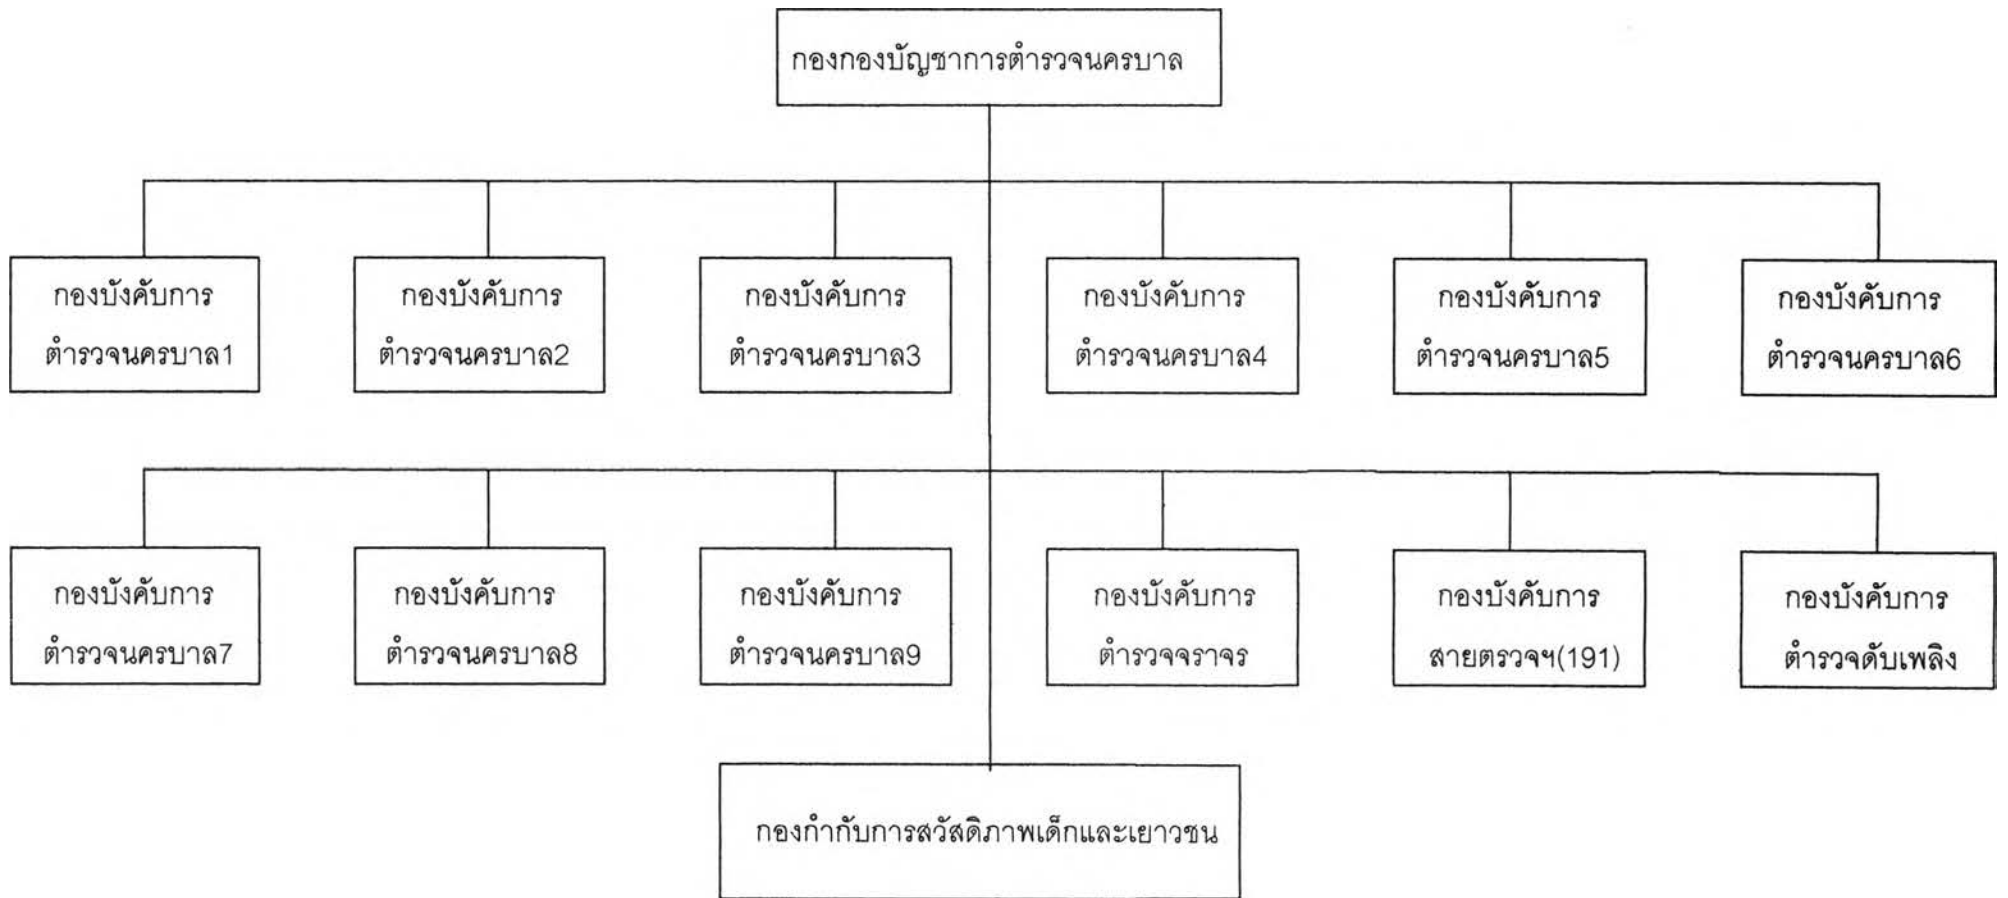 กองกองบัญชาการตำรวจนครบาล
กองบังคับการ
ตำรวจนครบาล1
กองบังคับการ
ตำรวจนครบาล2
กองบังคับการ
ตำรวจนครบาล3
กองบังคับการ
ตำรวจนครบาล4
กองบังคับการ
ตำรวจนครบาล5
กองบังคับการ
ตำรวจนครบาล6
กองบังคับการ
ตำรวจนครบาล7
กองบังคับการ
ตำรวจนครบาล8
กองบังคับการ
ตำรวจนครบาล9
กองบังคับการ
ตำรวจจราจร
กองบังคับการ
สายตรวจฯ(191)
กองบังคับการ
ตำรวจดับเพลิง
กองกำกับการสวัสดิภาพเด็กและเยาวชน